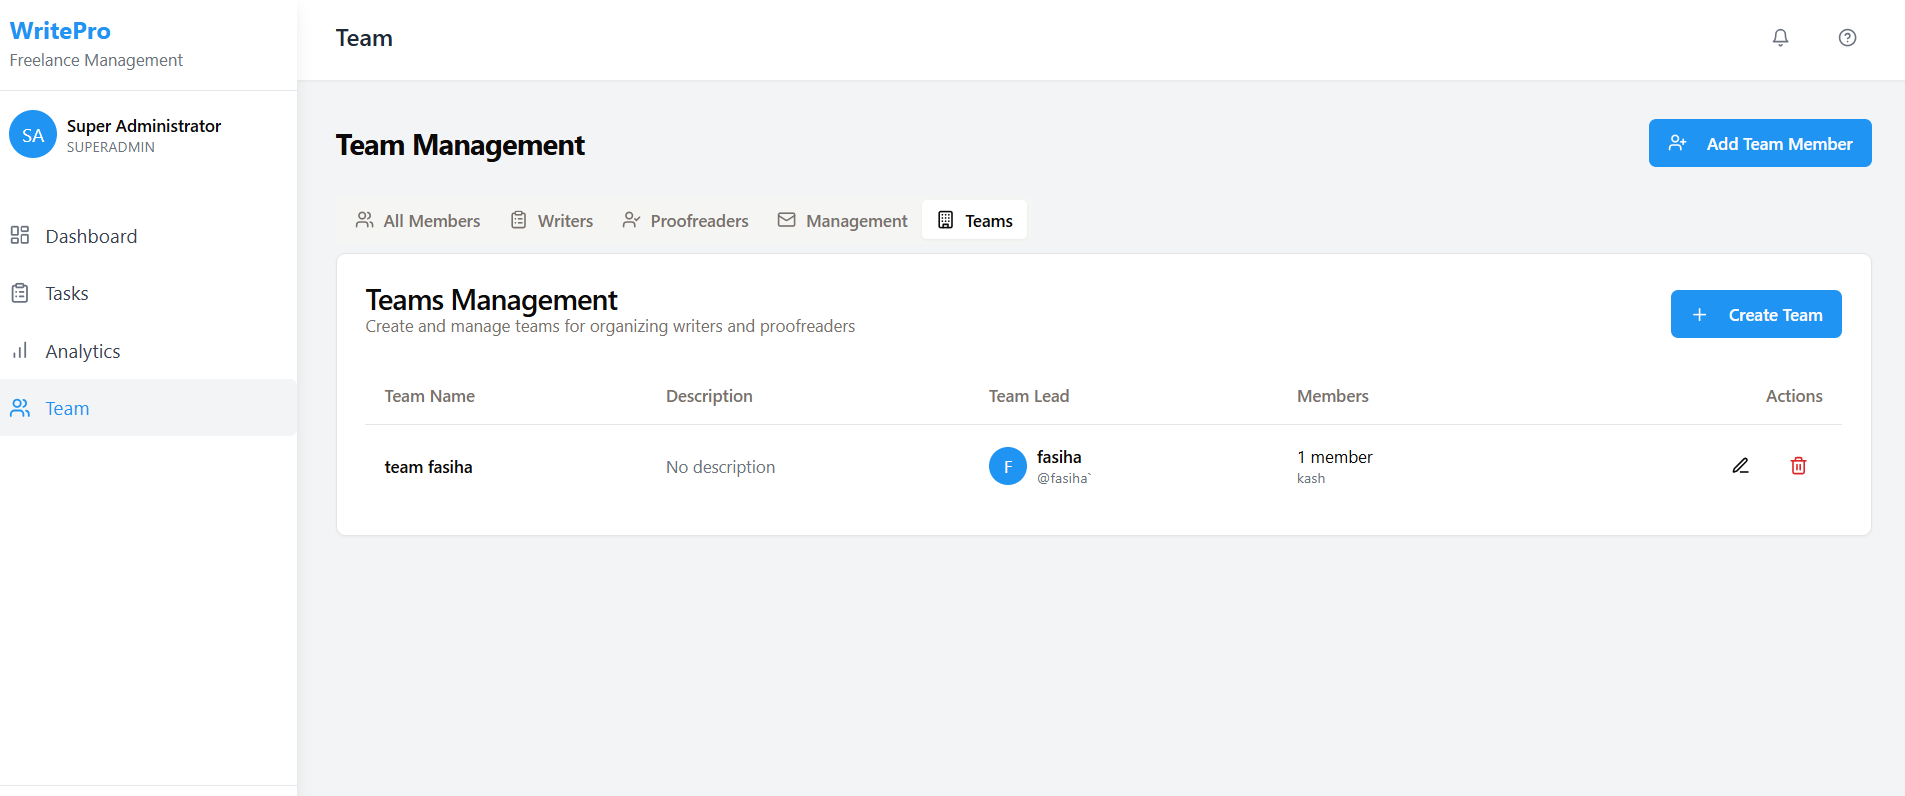 WritePro
Freelance Management
SA
Super Administrator
SUPERADMIN
Dashboard
Tasks
Analytics
Team
Team
Team Management
Add Team Member
All Members
Writers
Proofreaders
Management
Teams
Teams Management
Create and manage teams for organizing writers and proofreaders
Create Team
Team Name Description Team Lead Members Actions
team fasiha
No description
F
fasiha
@fasiha`
1 member
kash